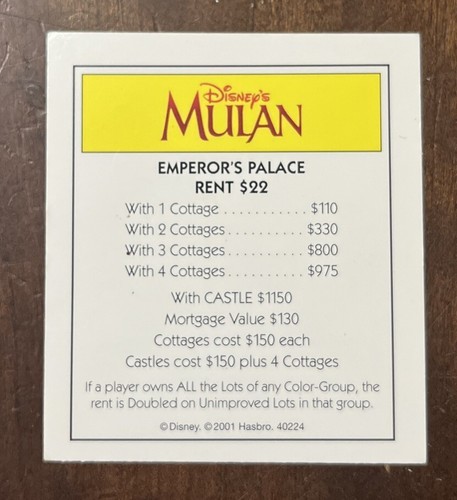 Disney's
MULAN
EMPEROR'S PALACE
RENT $22
With 1 Cottage . . . . . . . . . . . $110
With 2 Cottages . . . . . . . . . . $330
With 3 Cottages . . . . . . . . . . $800
With 4 Cottages . . . . . . . . . . $975
With CASTLE $1150
Mortgage Value $130
Cottages cost $150 each
Castles cost $150 plus 4 Cottages
If a player owns ALL the Lots of any Color-Group, the
rent is Doubled on Unimproved Lots in that group.
©Disney. ©2001 Hasbro. 40224